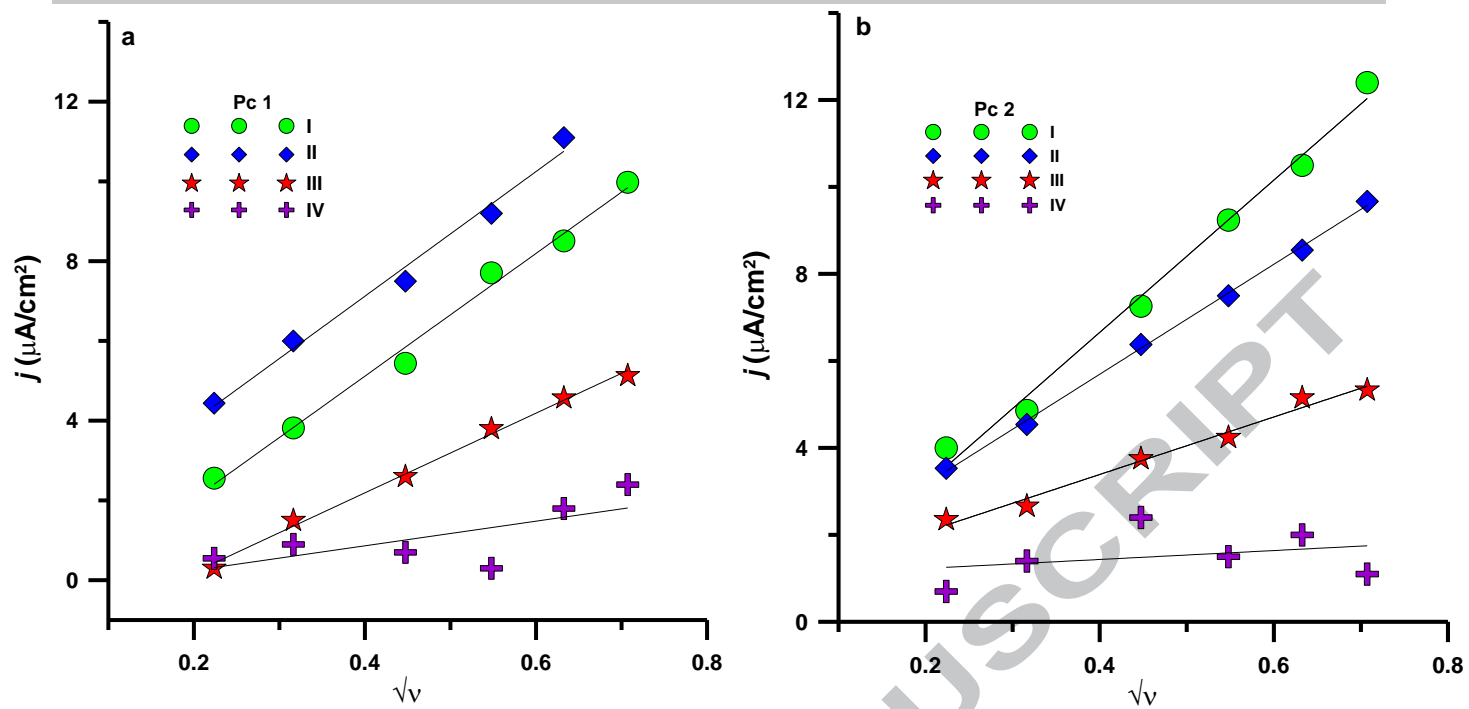 a
Pc 1
I
II
III
IV
12
8
4
0
j (μA/cm²)
0.2 0.4 0.6 0.8
√ν
b
Pc 2
I
II
III
IV
12
8
4
0
j (μA/cm²)
0.2 0.4 0.6 0.8
√ν
USCRIPT